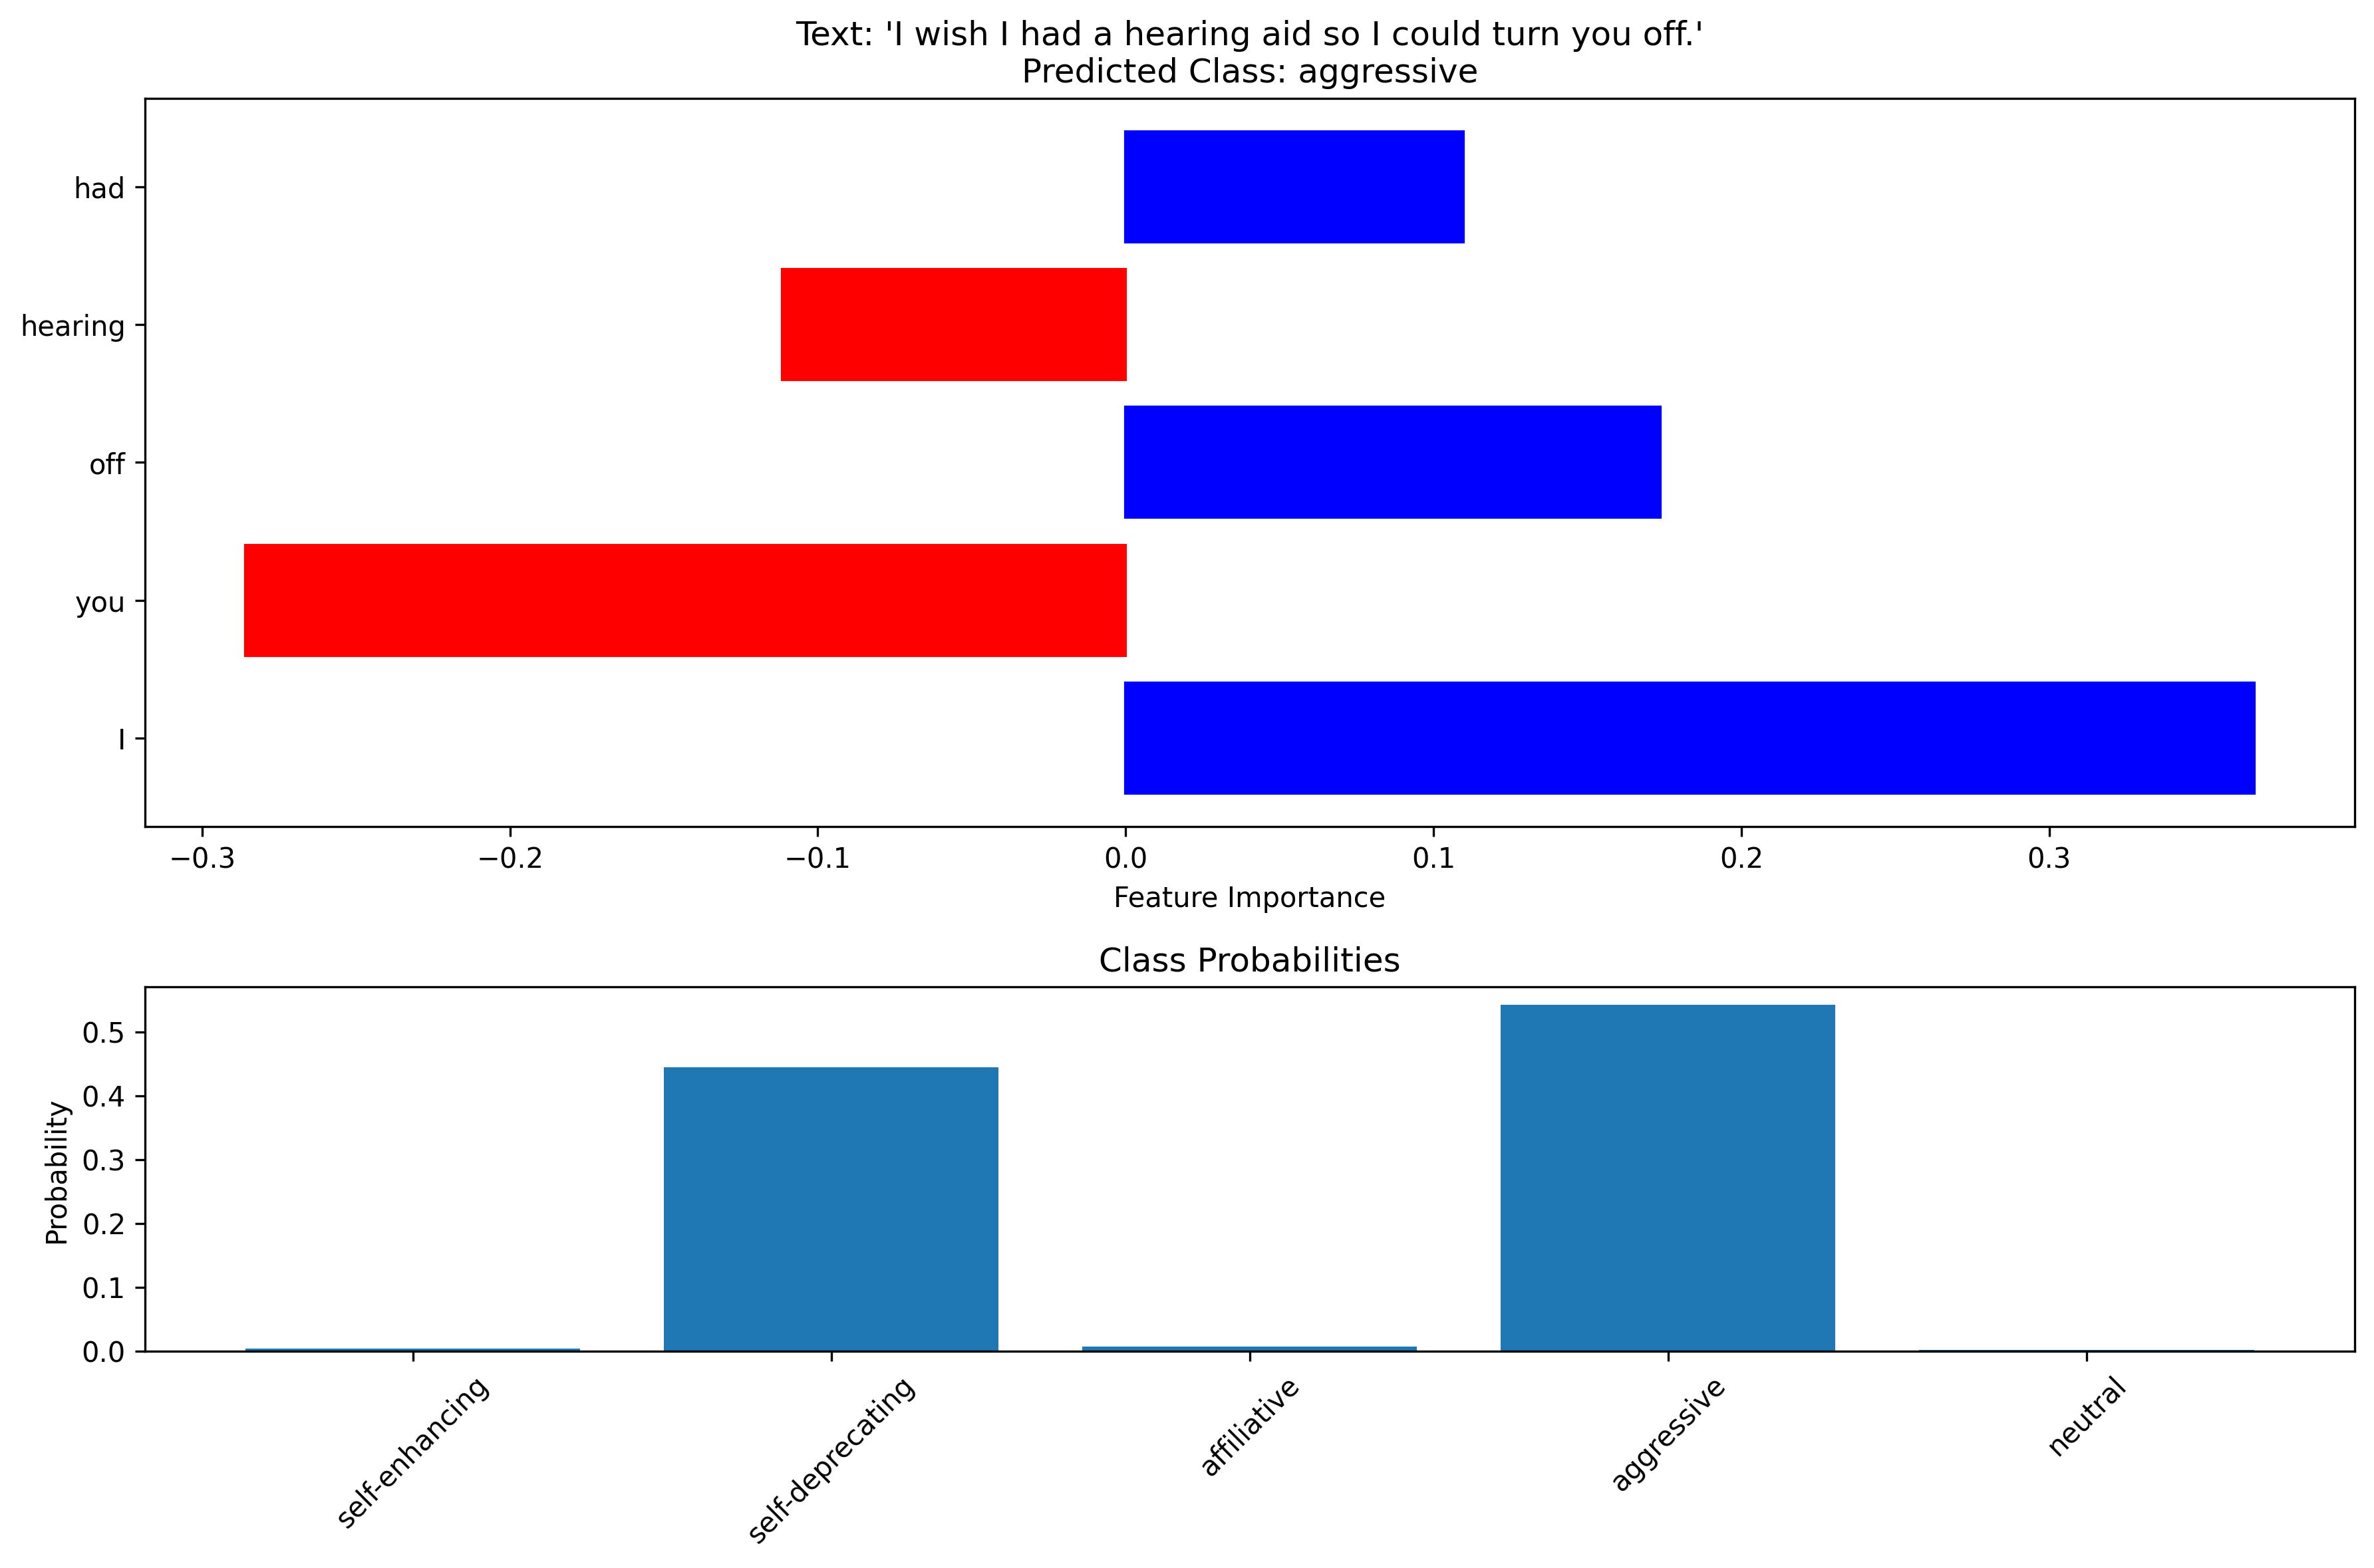 Text: 'I wish I had a hearing aid so I could turn you off.'
Predicted Class: aggressive
had
hearing
off
you
I
−0.3 −0.2 −0.1 0.0 0.1 0.2 0.3
Feature Importance
Class Probabilities
Probability
0.5
0.4
0.3
0.2
0.1
0.0
self-enhancing self-deprecating affiliative aggressive neutral